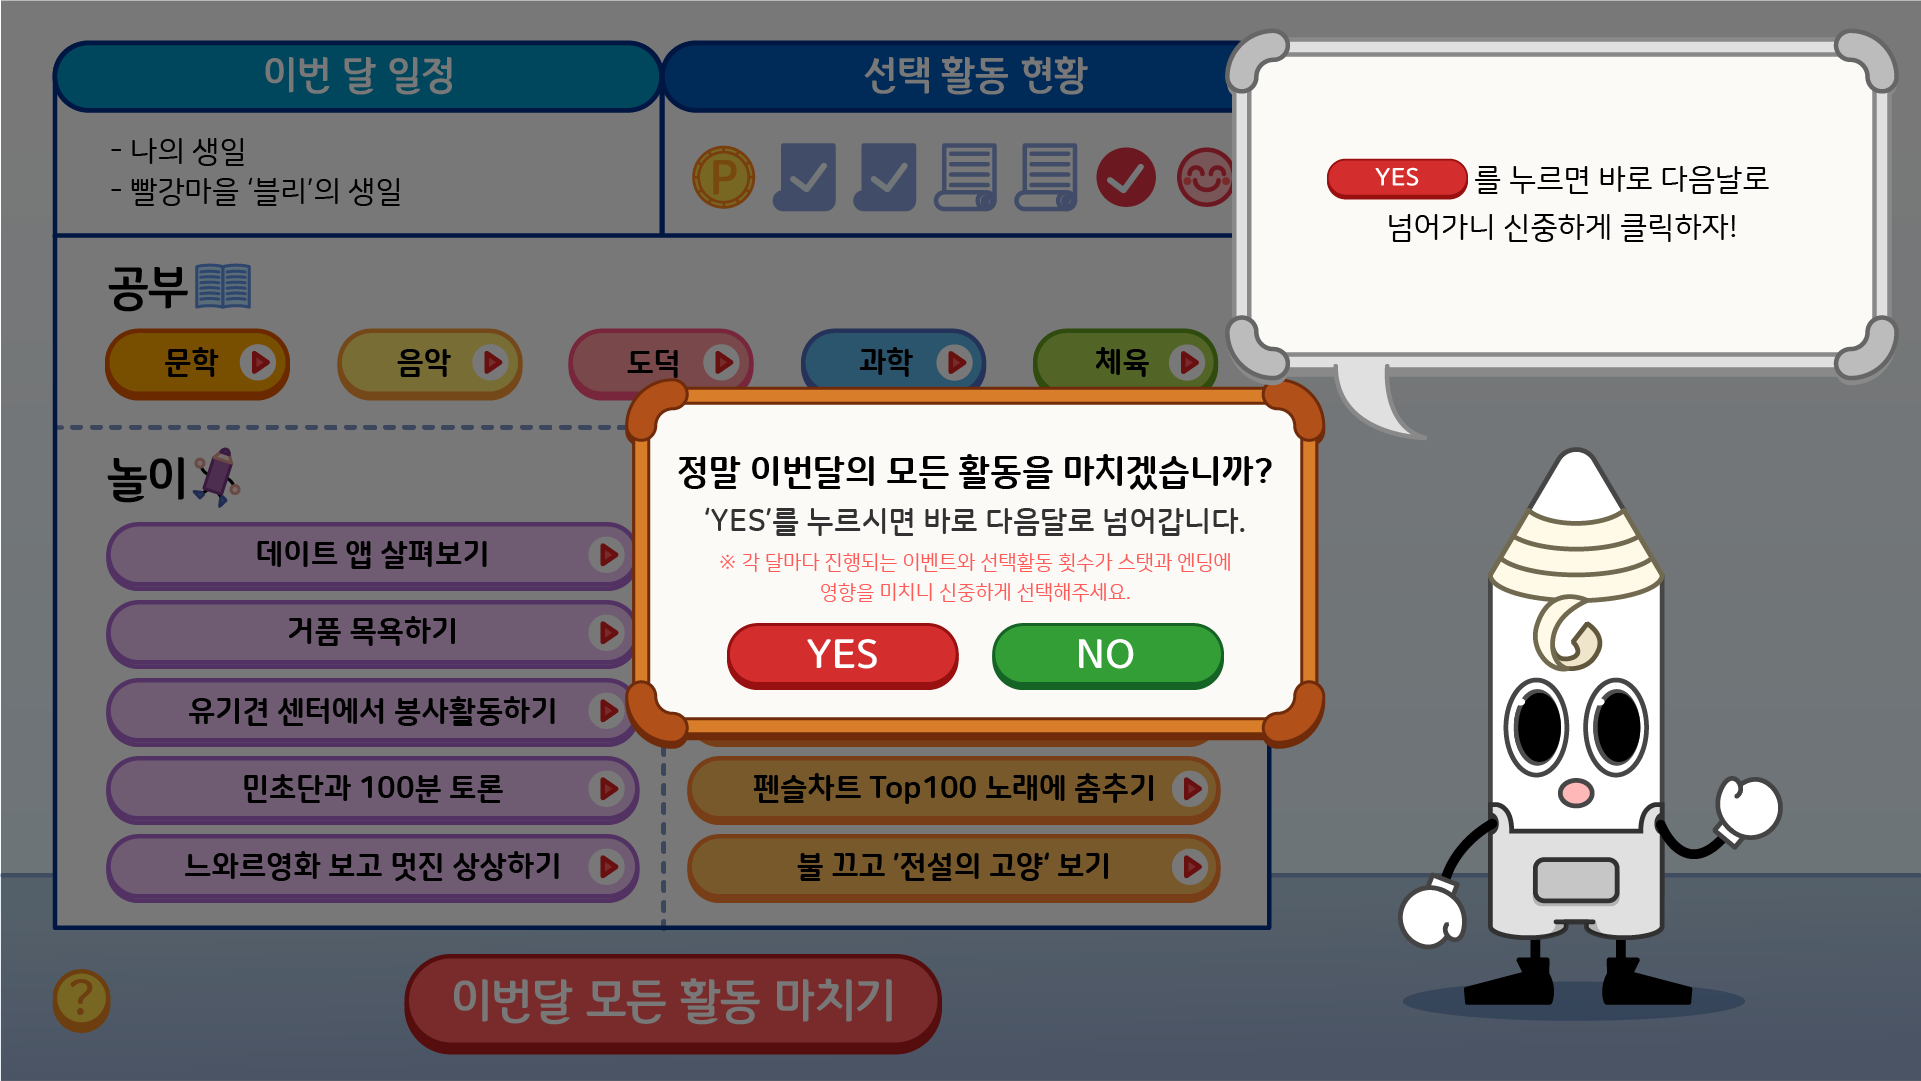 이번 달 일정
선택 활동 현황
- 나의 생일
- 빨강마을 ‘블리’의 생일
P
YES 를 누르면 바로 다음날로
넘어가니 신중하게 클릭하자!
공부
문학
음악
도덕
과학
체육
놀이
정말 이번달의 모든 활동을 마치겠습니까?
‘YES’를 누르시면 바로 다음달로 넘어갑니다.
※ 각 달마다 진행되는 이벤트와 선택활동 횟수가 스탯과 엔딩에
영향을 미치니 신중하게 선택해주세요.
YES
NO
데이트 앱 살펴보기
거품 목욕하기
유기견 센터에서 봉사활동하기
민초단과 100분 토론
펜슬차트 Top100 노래에 춤추기
느와르영화 보고 멋진 상상하기
불 끄고 ’전설의 고양‘ 보기
?
이번달 모든 활동 마치기